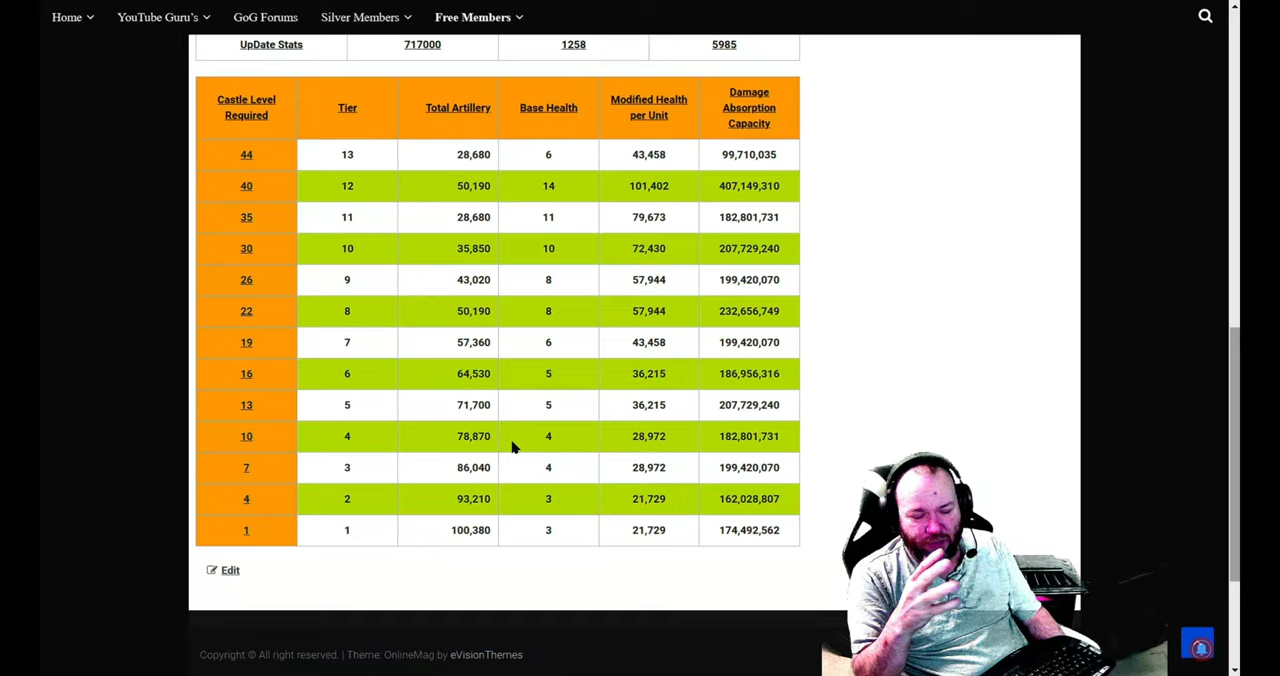 Home YouTube Guru's GoG Forums Silver Members Free Members
UpDate Stats 717000 1258 5985
Castle Level Required Tier Total Artillery Base Health Modified Health per Unit Damage Absorption Capacity
44 13 28,680 6 43,458 99,710,035
40 12 50,190 14 101,402 407,149,310
35 11 28,680 11 79,673 182,801,731
30 10 35,850 10 72,430 207,729,240
26 9 43,020 8 57,944 199,420,070
22 8 50,190 8 57,944 232,656,749
19 7 57,360 6 43,458 199,420,070
16 6 64,530 5 36,215 186,956,316
13 5 71,700 5 36,215 207,729,240
10 4 78,870 4 28,972 182,801,731
7 3 86,040 4 28,972 199,420,070
4 2 93,210 3 21,729 162,028,807
1 1 100,380 3 21,729 174,492,562
Edit
Copyright © All right reserved. | Theme: OnlineMag by eVisionThemes